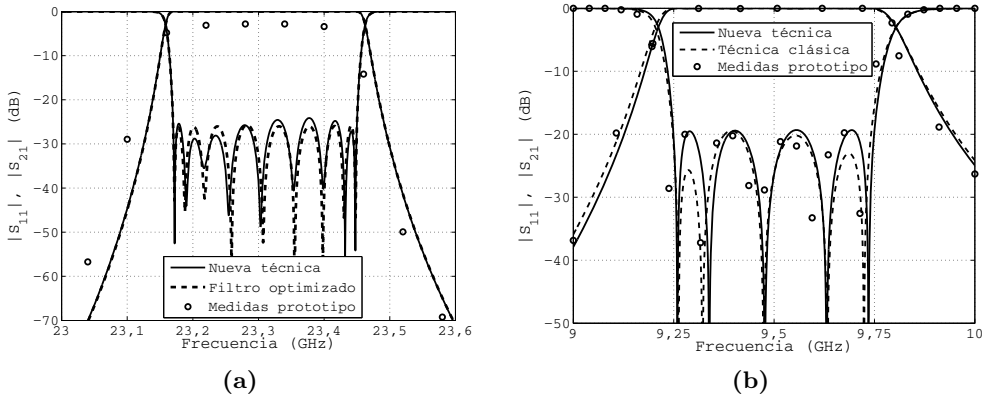 0
−10
−20
−30
−40
−50
−60
−70
|S11|, |S21| (dB)
Nueva técnica
Filtro optimizado
Medidas prototipo
23 23,1 23,2 23,3 23,4 23,5 23,6
Frecuencia (GHz)
(a)
0
−10
−20
−30
−40
−50
|S11|, |S21| (dB)
Nueva técnica
Técnica clásica
Medidas prototipo
9 9,25 9,5 9,75 10
Frecuencia (GHz)
(b)